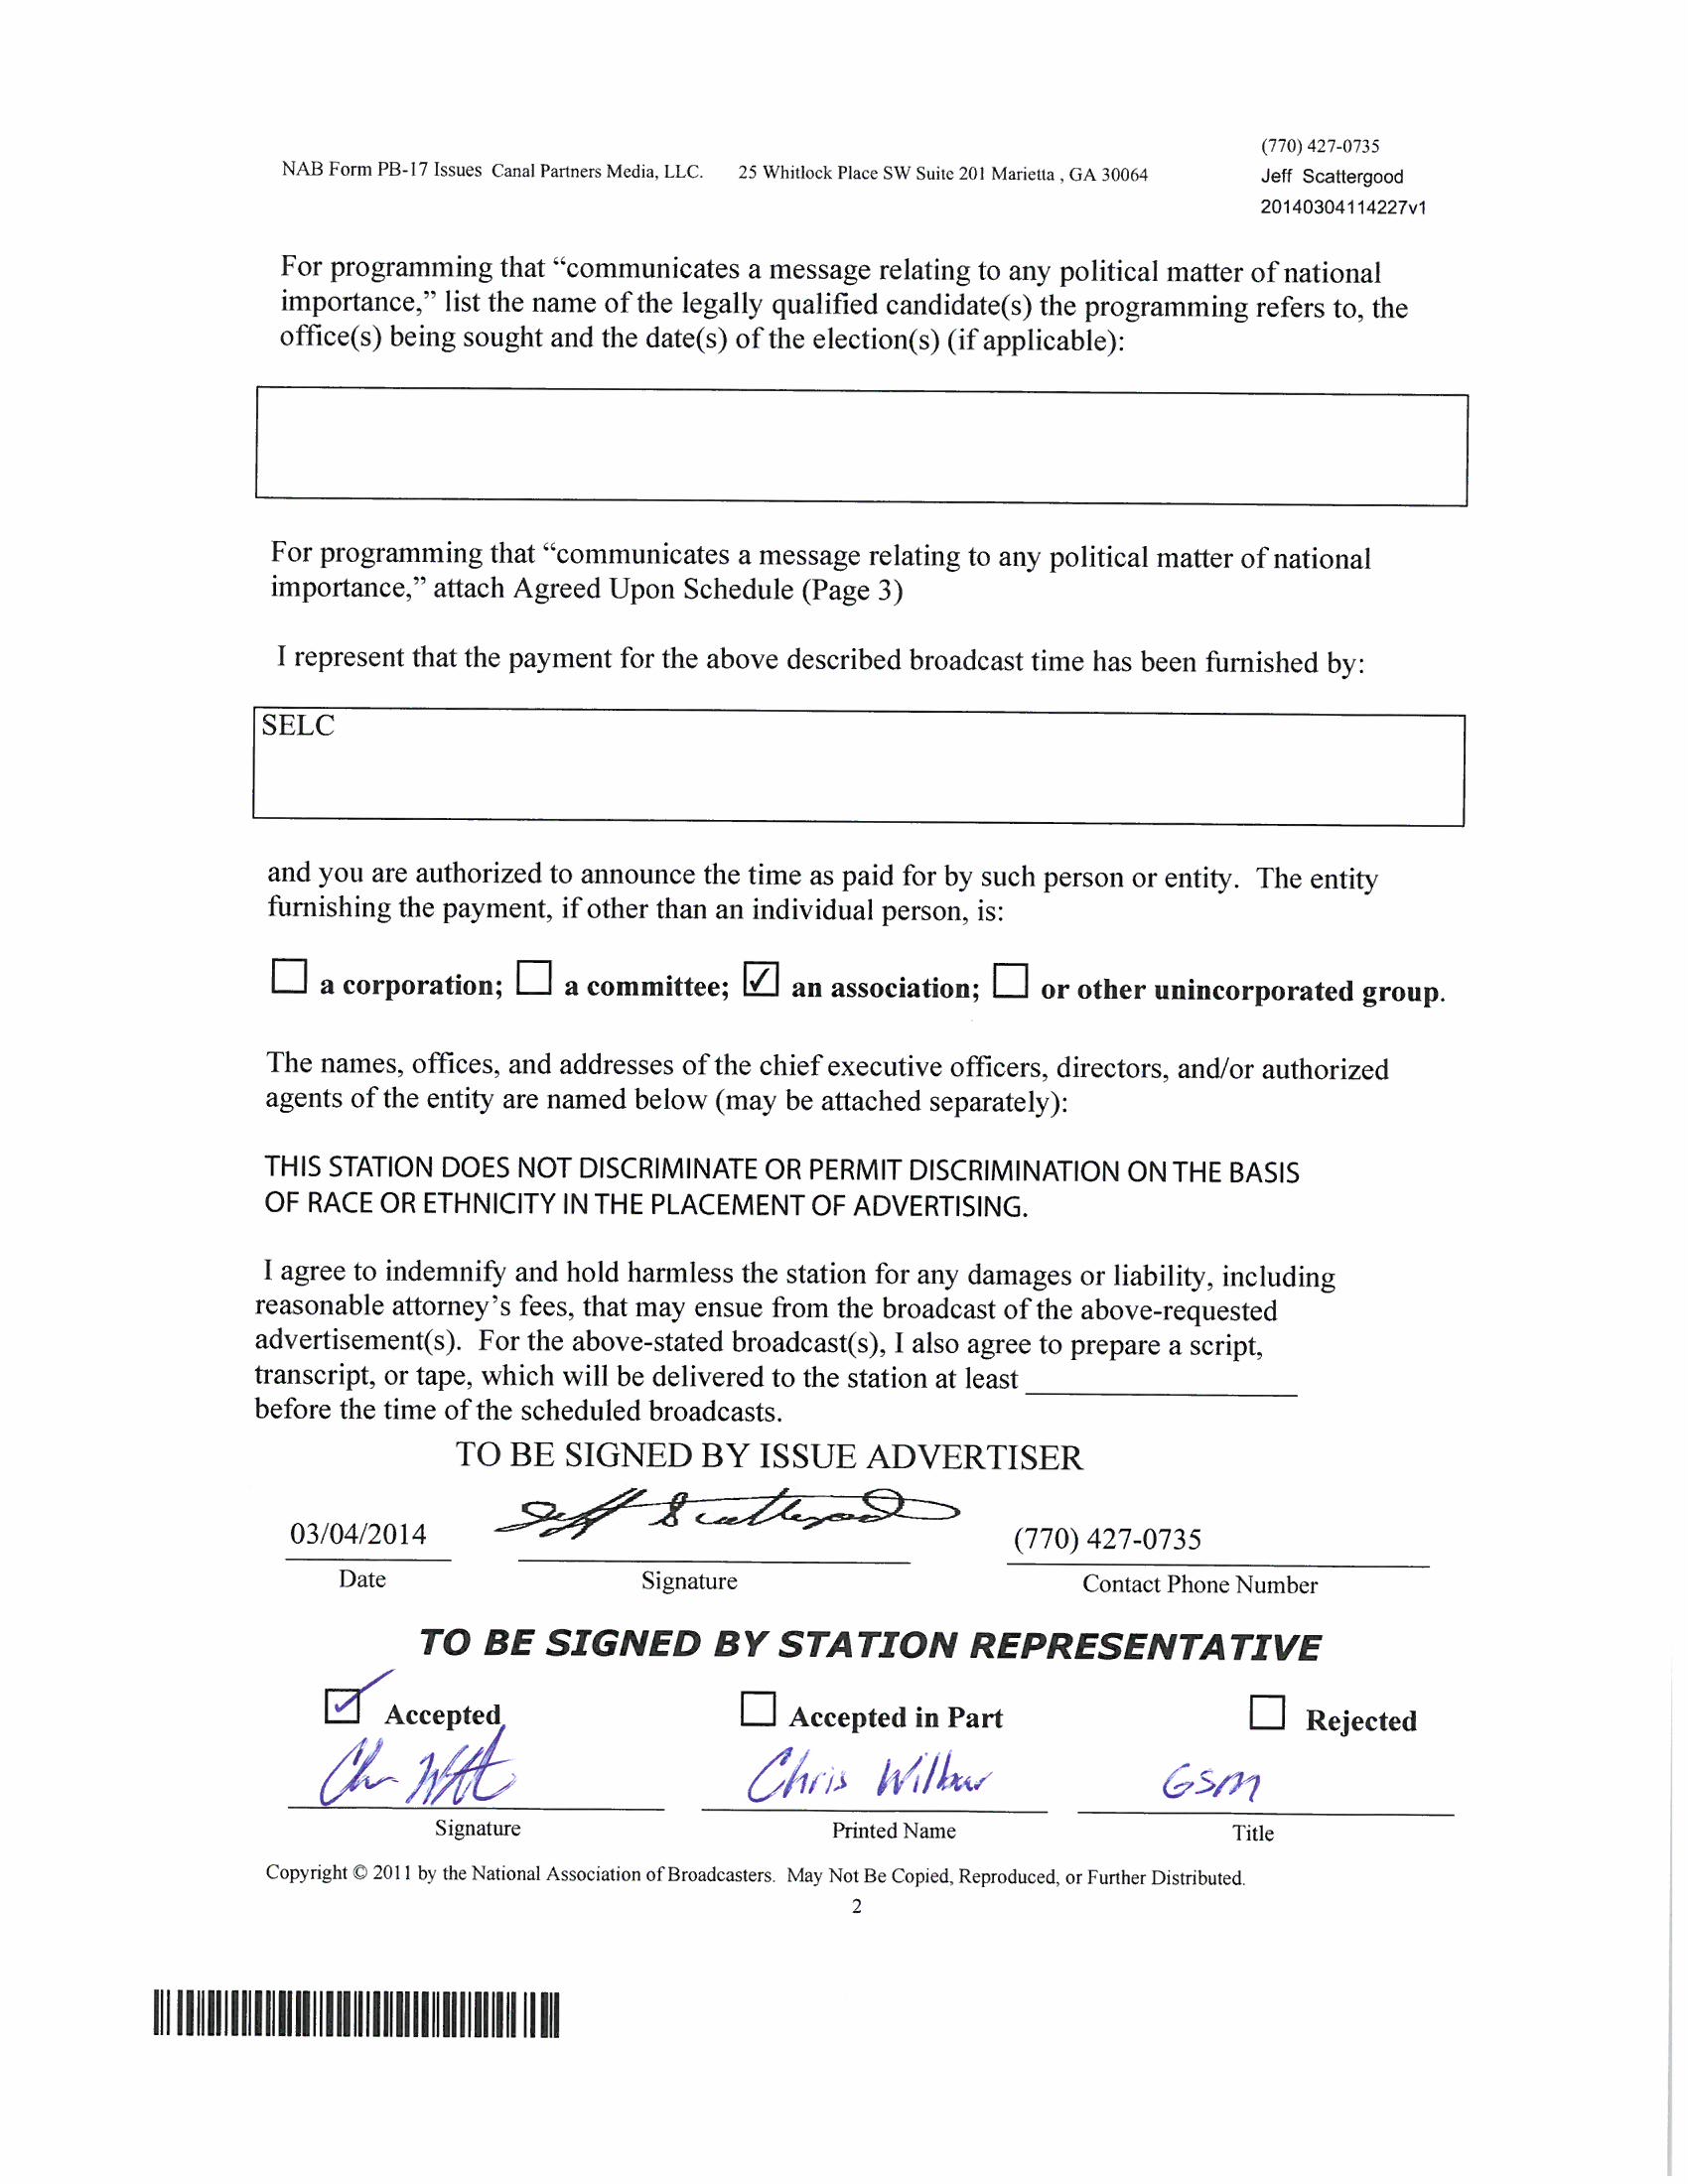 (770) 427-0735
NAB Form PB-17 Issues Canal Partners Media, LLC. 25 Whitlock Place SW Suite 201 Marietta , GA 30064
Jeff Scattergood
20140304114227v1
For programming that “communicates a message relating to any political matter of national
importance,” list the name of the legally qualified candidate(s) the programming refers to, the
office(s) being sought and the date(s) of the election(s) (if applicable):
For programming that “communicates a message relating to any political matter of national
importance,” attach Agreed Upon Schedule (Page 3)
I represent that the payment for the above described broadcast time has been furnished by:
SELC
and you are authorized to announce the time as paid for by such person or entity. The entity
furnishing the payment, if other than an individual person, is:
a corporation; a committee; an association; or other unincorporated group.
The names, offices, and addresses of the chief executive officers, directors, and/or authorized
agents of the entity are named below (may be attached separately):
THIS STATION DOES NOT DISCRIMINATE OR PERMIT DISCRIMINATION ON THE BASIS
OF RACE OR ETHNICITY IN THE PLACEMENT OF ADVERTISING.
I agree to indemnify and hold harmless the station for any damages or liability, including
reasonable attorney’s fees, that may ensue from the broadcast of the above-requested
advertisement(s). For the above-stated broadcast(s), I also agree to prepare a script,
transcript, or tape, which will be delivered to the station at least
before the time of the scheduled broadcasts.
TO BE SIGNED BY ISSUE ADVERTISER
03/04/2014 Jeff Scattergood (770) 427-0735
Date Signature Contact Phone Number
TO BE SIGNED BY STATION REPRESENTATIVE
Accepted Accepted in Part Rejected
Chris Wilbur GSM
Signature Printed Name Title
Copyright © 2011 by the National Association of Broadcasters. May Not Be Copied, Reproduced, or Further Distributed.
2